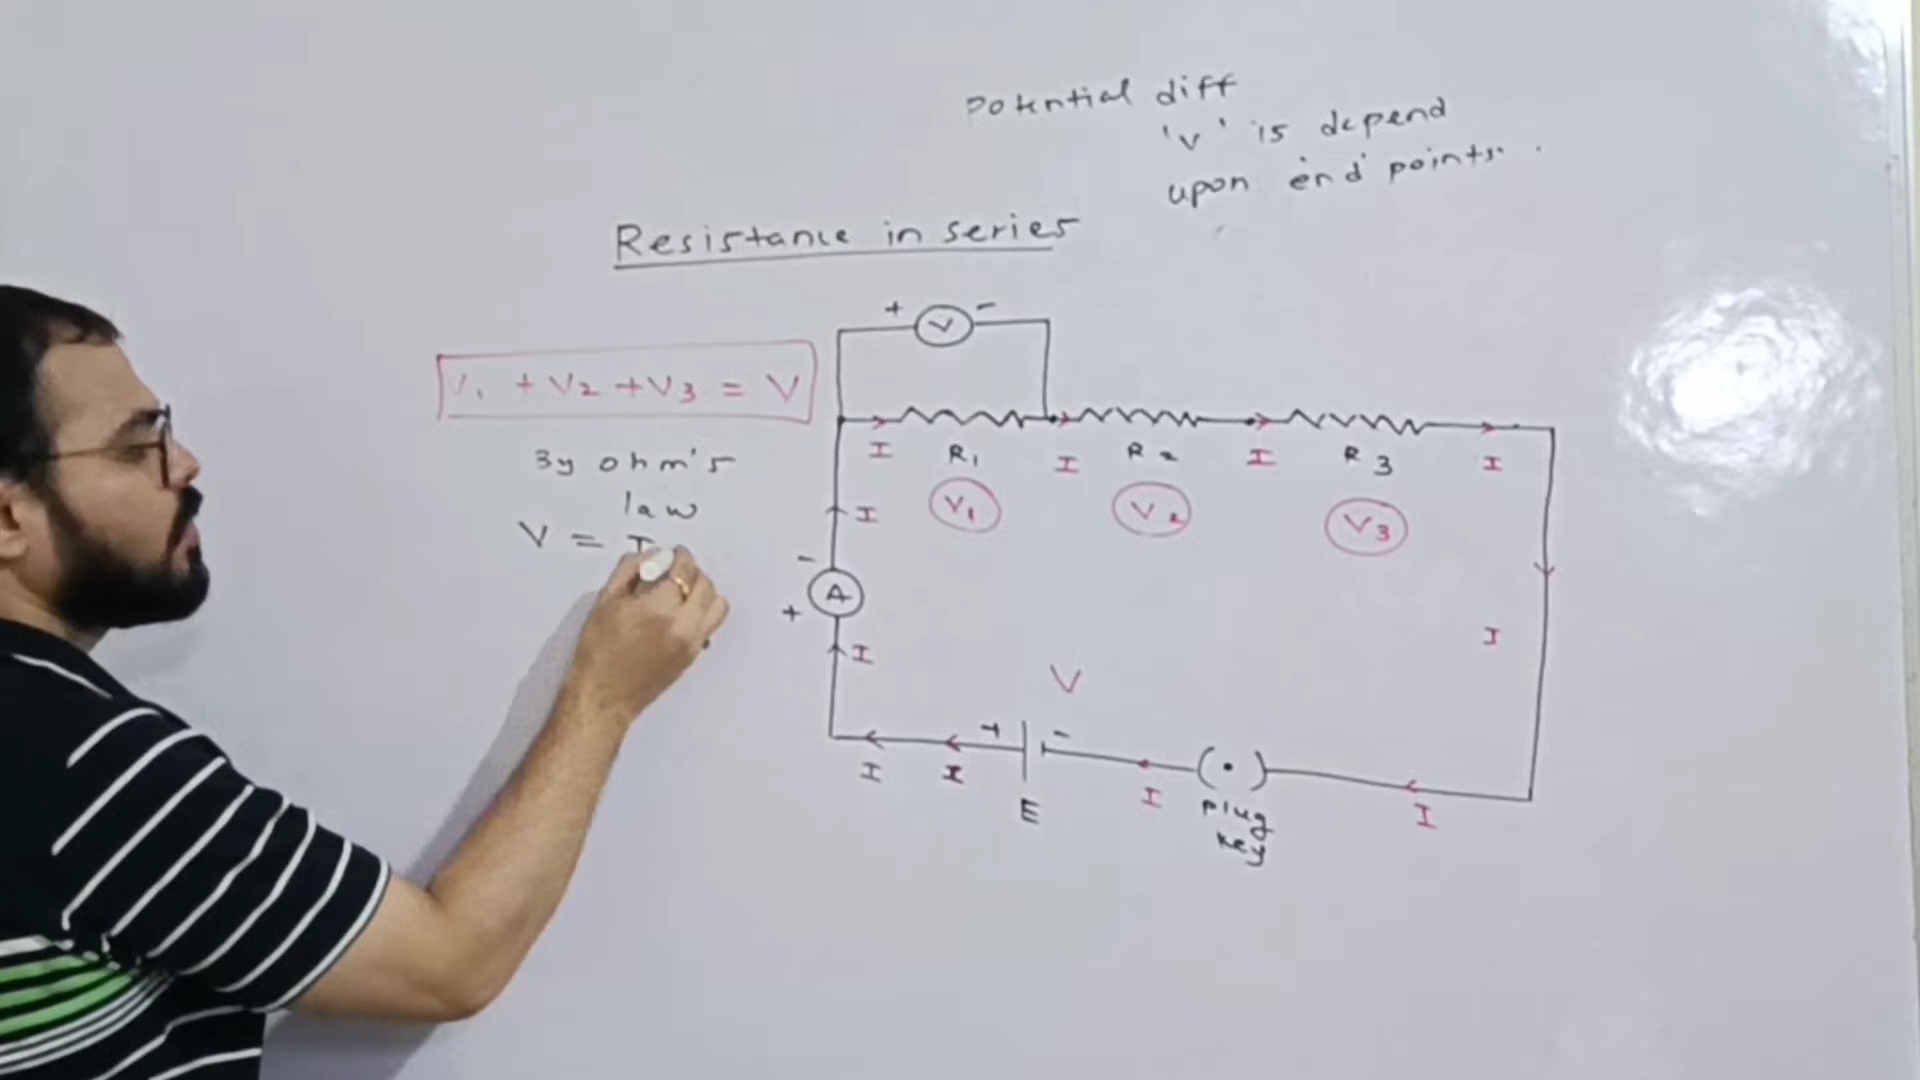 Potential diff
'V' is depend
upon end points.
Resistance in series
+ V -
V1 + V2 + V3 = V
I R1 I R2 I R3 I
By ohm's
law
V1 V2 V3
I
V = I
-
A
+
I
I
V
+ -
I I E I plug I
key